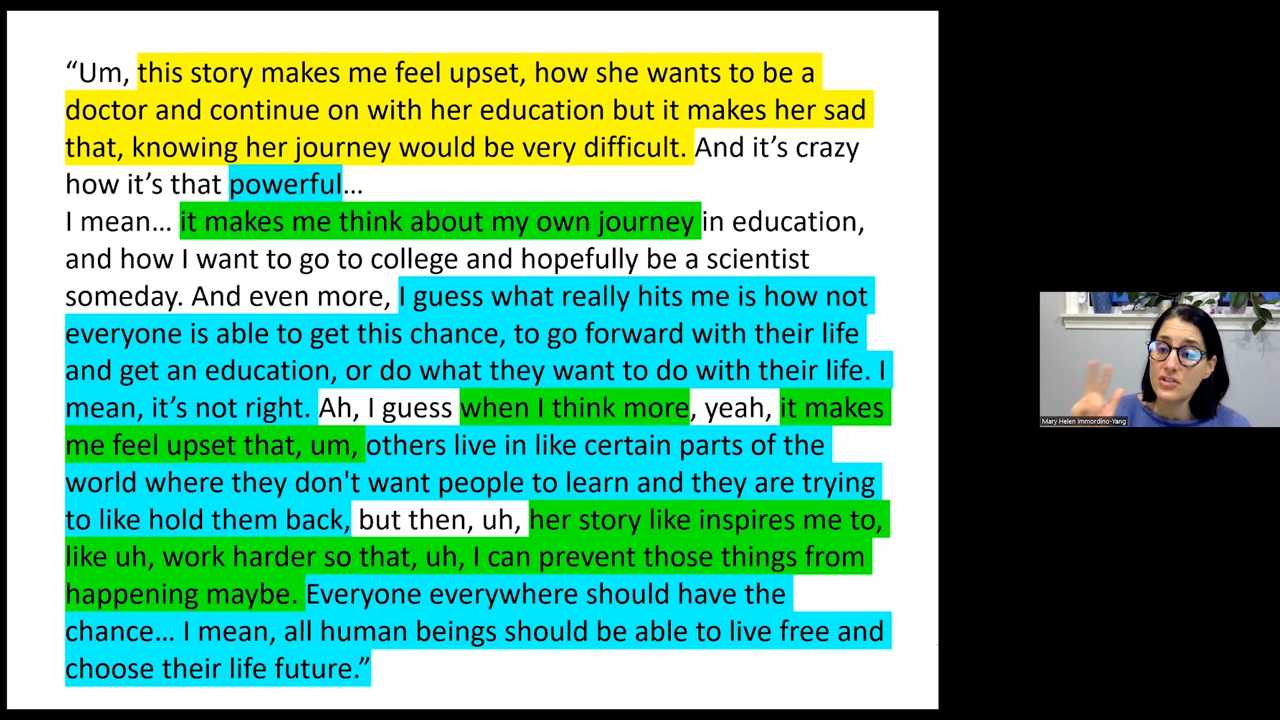 “Um, this story makes me feel upset, how she wants to be a
doctor and continue on with her education but it makes her sad
that, knowing her journey would be very difficult. And it’s crazy
how it’s that powerful…
I mean… it makes me think about my own journey in education,
and how I want to go to college and hopefully be a scientist
someday. And even more, I guess what really hits me is how not
everyone is able to get this chance, to go forward with their life
and get an education, or do what they want to do with their life. I
mean, it’s not right. Ah, I guess when I think more, yeah, it makes
me feel upset that, um, others live in like certain parts of the
world where they don't want people to learn and they are trying
to like hold them back, but then, uh, her story like inspires me to,
like uh, work harder so that, uh, I can prevent those things from
happening maybe. Everyone everywhere should have the
chance… I mean, all human beings should be able to live free and
choose their life future.”
Mary Helen Immordino-Yang